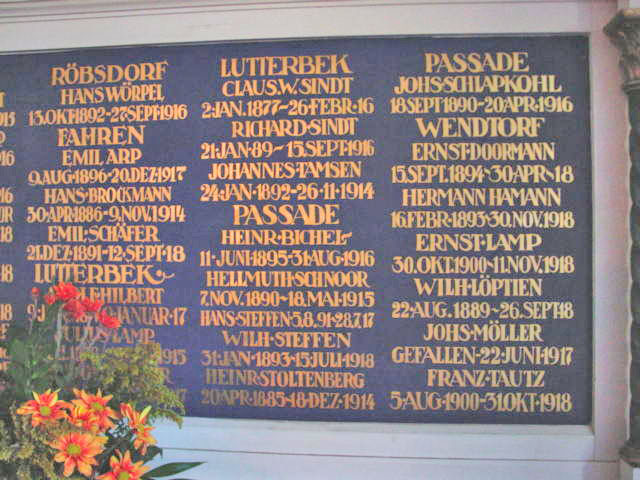 RÖBSDORF
HANS WÖRPEL
13.OKT.1892-27.SEPT.1916
FAHREN
EMIL ARP
9.AUG.1896-20.DEZ.1917
HANS·BROCKMANN
30.APR.1886-9.NOV.1914
EMIL·SCHÄFER
21.DEZ.1891-12.SEPT.18
LUTTERBEK
EHILBERT
JANUAR·17
LAMP
1915
LUTTERBEK
CLAUS.W.SINDT
2.JAN.1877-26.FEBR.16
RICHARD·SINDT
21.JAN·89-15.SEPT.1916
JOHANNES·TAMSEN
24.JAN·1892-26·11·1914
PASSADE
HEINR·BICHEL
11·JUNI·1895-31·AUG·1916
HELLMUTH·SCHNOOR
7.NOV.1890-18.MAI·1915
HANS·STEFFEN·5.8.91-28.7.17
WILH·STEFFEN
31·JAN·1893-15·JULI·1918
HEINR·STOLTENBERG
20.APR·1885-18·DEZ·1914
PASSADE
JOHS·SCHLAPKOHL
18.SEPT·1890-20.APR.1916
WENDTORF
ERNST·DOORMANN
15.SEPT.1894-30.APR-18
HERMANN HAMANN
16.FEBR·1893·30.NOV.1918
ERNST·LAMP
30.OKT.1900-11.NOV.1918
WILH·LÖPTIEN
22·AUG.1889-26.SEPT·18
JOHS·MÖLLER
GEFALLEN·22·JUNI·1917
FRANZ·TAUTZ
5·AUG·1900-31.OKT.1918